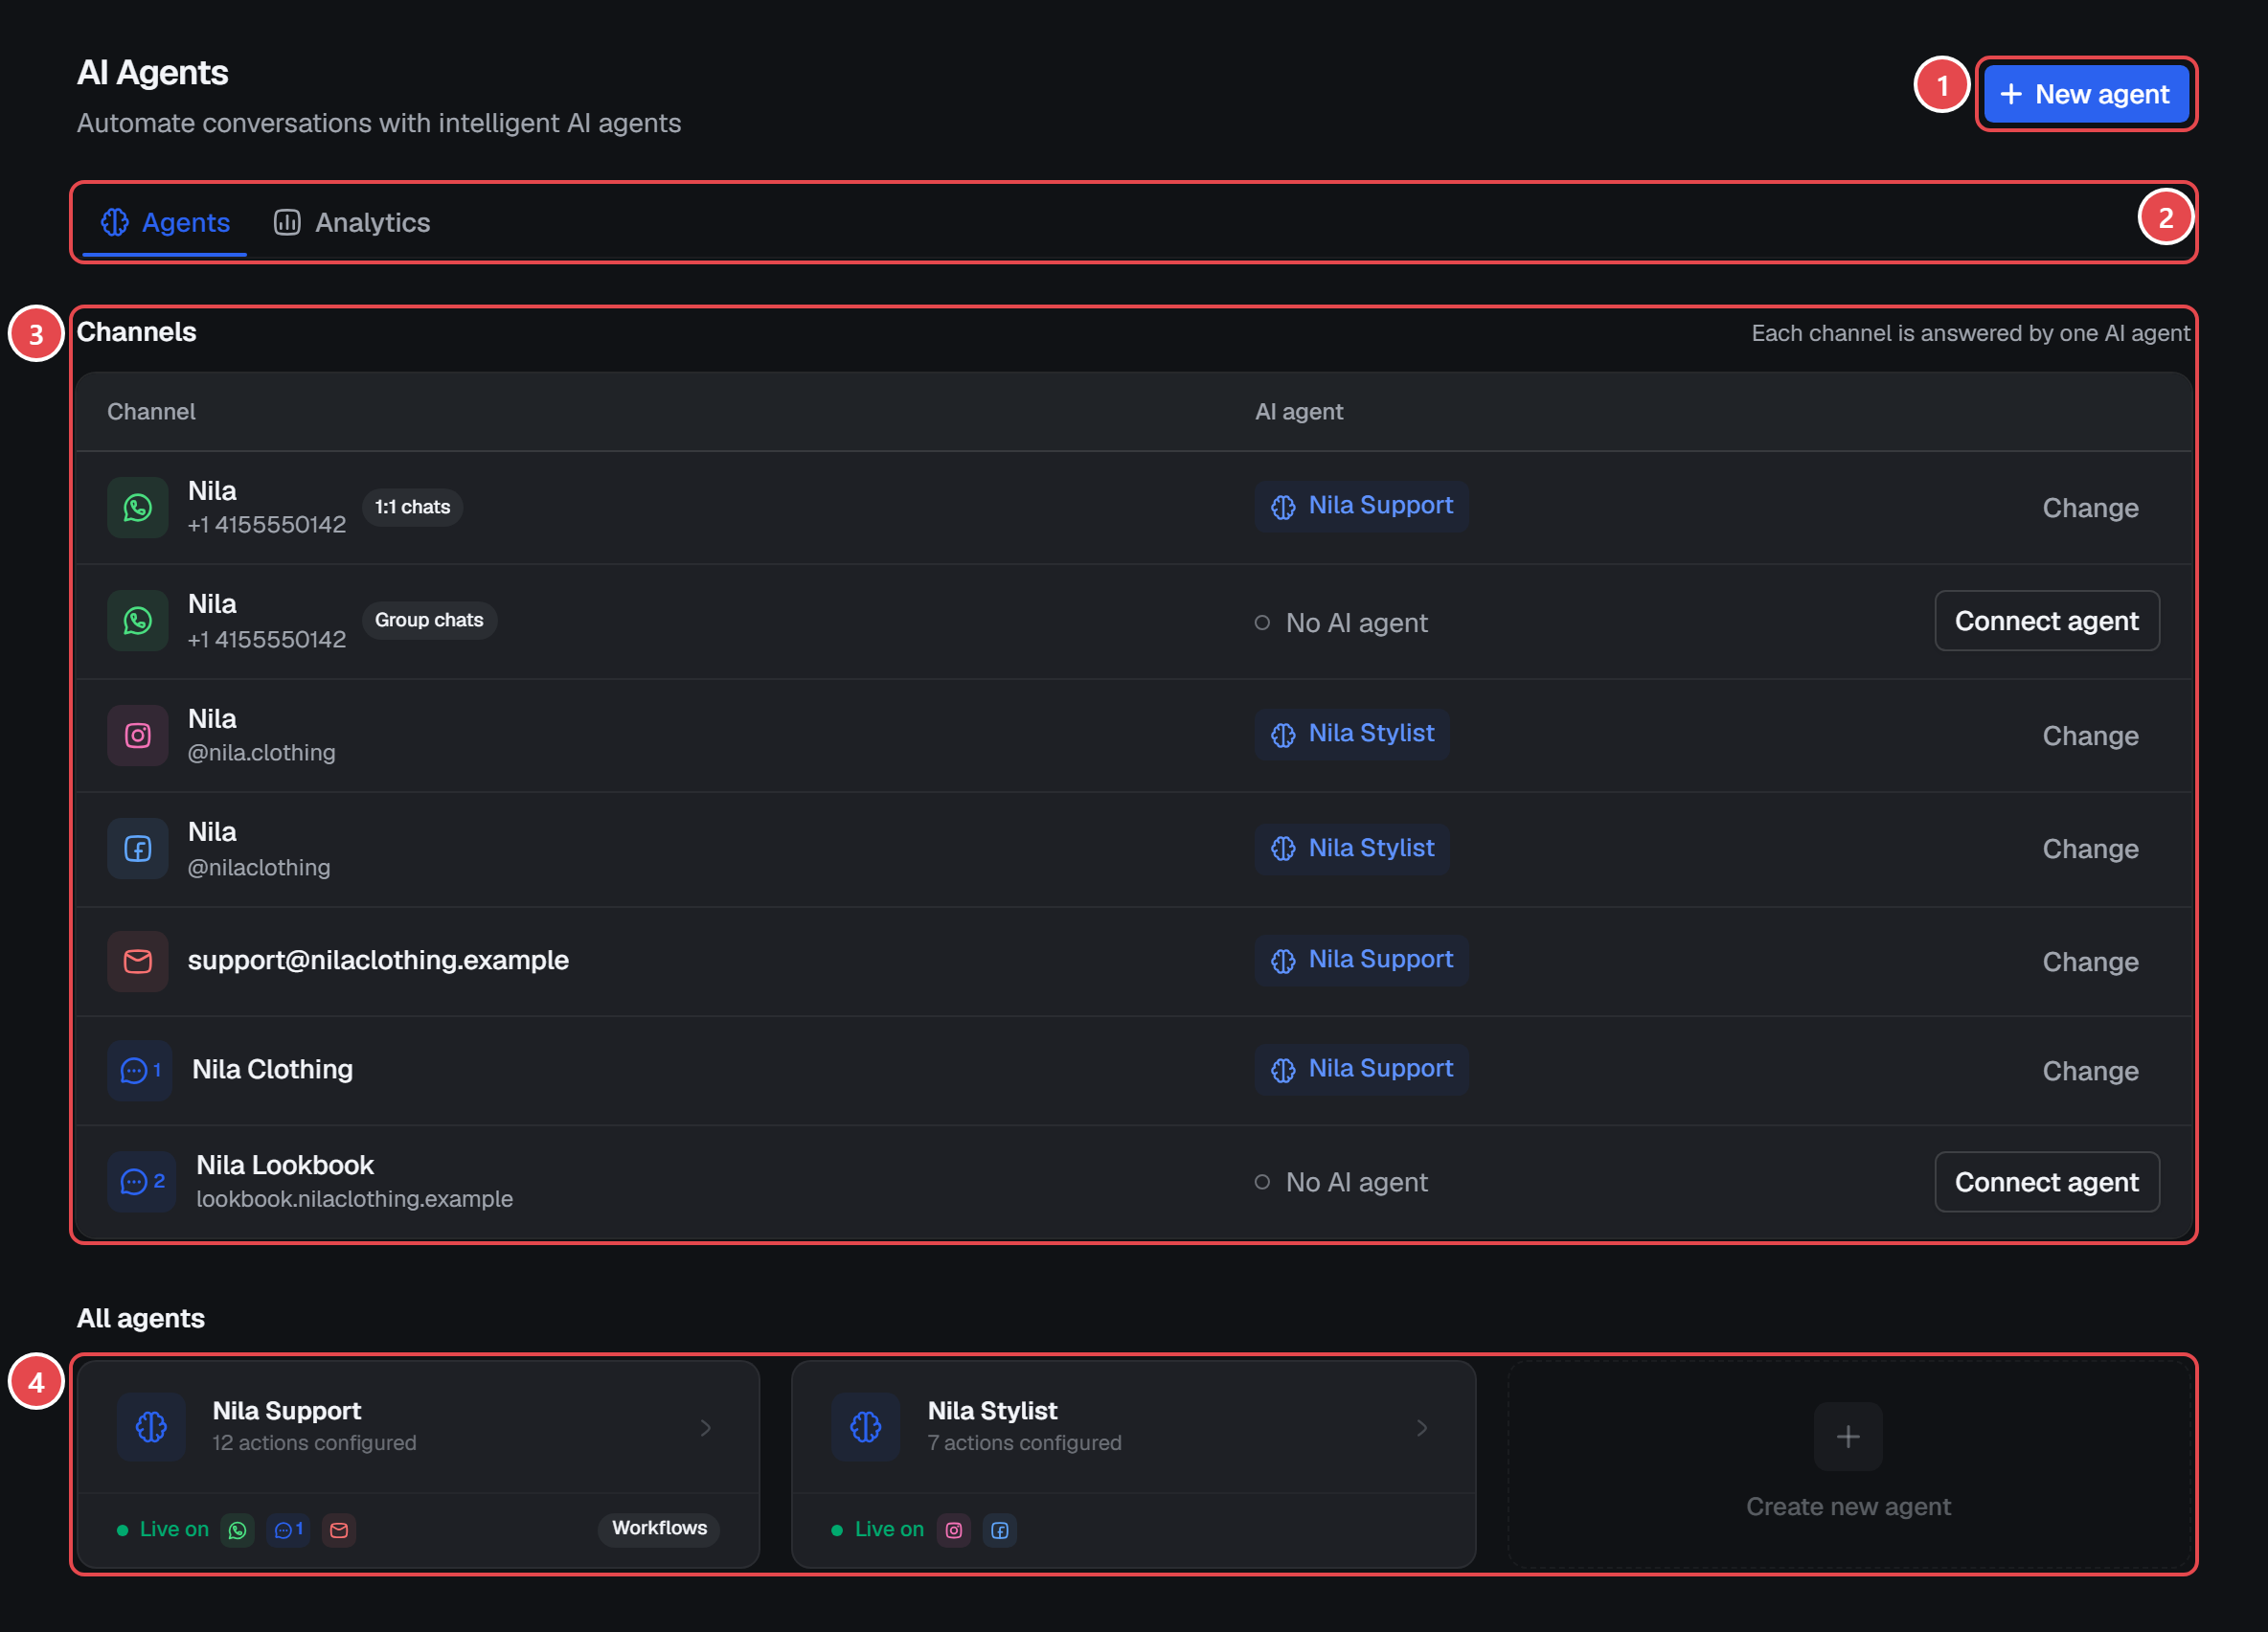 AI Agents
Automate conversations with intelligent AI agents
1
New agent
Agents
Analytics
2
3
Channels
Each channel is answered by one AI agent
Channel
AI agent
Nila
+1 4155550142
1:1 chats
Nila Support
Change
Nila
+1 4155550142
Group chats
No AI agent
Connect agent
Nila
@nila.clothing
Nila Stylist
Change
Nila
@nilaclothing
Nila Stylist
Change
support@nilaclothing.example
Nila Support
Change
1
Nila Clothing
Nila Support
Change
2
Nila Lookbook
lookbook.nilaclothing.example
No AI agent
Connect agent
All agents
4
Nila Support
12 actions configured
Live on
1
Workflows
Nila Stylist
7 actions configured
Live on
Create new agent